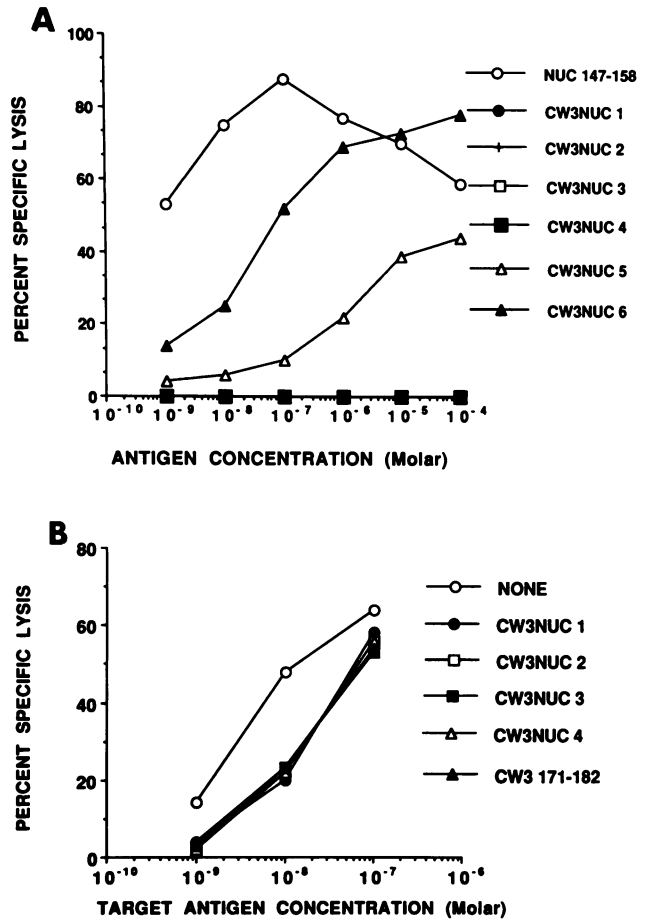 A
PERCENT SPECIFIC LYSIS
100
80
60
40
20
0
10-10 10-9 10-8 10-7 10-6 10-5 10-4
ANTIGEN CONCENTRATION (Molar)
NUC 147-158
CW3NUC 1
CW3NUC 2
CW3NUC 3
CW3NUC 4
CW3NUC 5
CW3NUC 6
B
PERCENT SPECIFIC LYSIS
80
60
40
20
0
10-10 10-9 10-8 10-7 10-6
TARGET ANTIGEN CONCENTRATION (Molar)
NONE
CW3NUC 1
CW3NUC 2
CW3NUC 3
CW3NUC 4
CW3 171-182